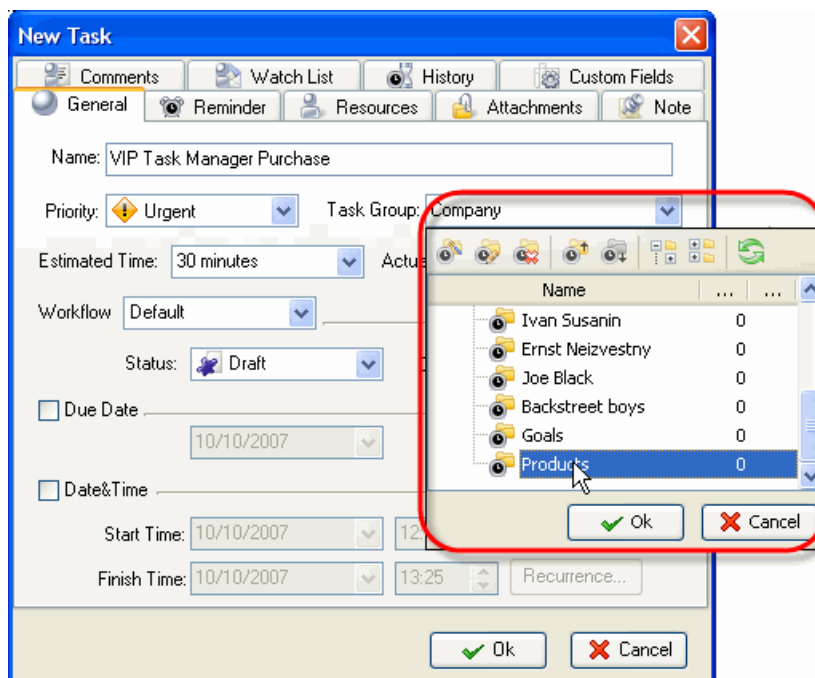 New Task
Comments Watch List History Custom Fields
General Reminder Resources Attachments Note
Name: VIP Task Manager Purchase
Priority: Urgent Task Group: Company
Estimated Time: 30 minutes Actua
Name ... ...
Workflow Default
Ivan Susanin 0
Ernst Neizvestny 0
Status: Draft
Joe Black 0
Due Date
Backstreet boys 0
10/10/2007
Goals 0
Products 0
Date&Time
Ok Cancel
Start Time: 10/10/2007 12:
Finish Time: 10/10/2007 13:25 Recurrence...
Ok Cancel